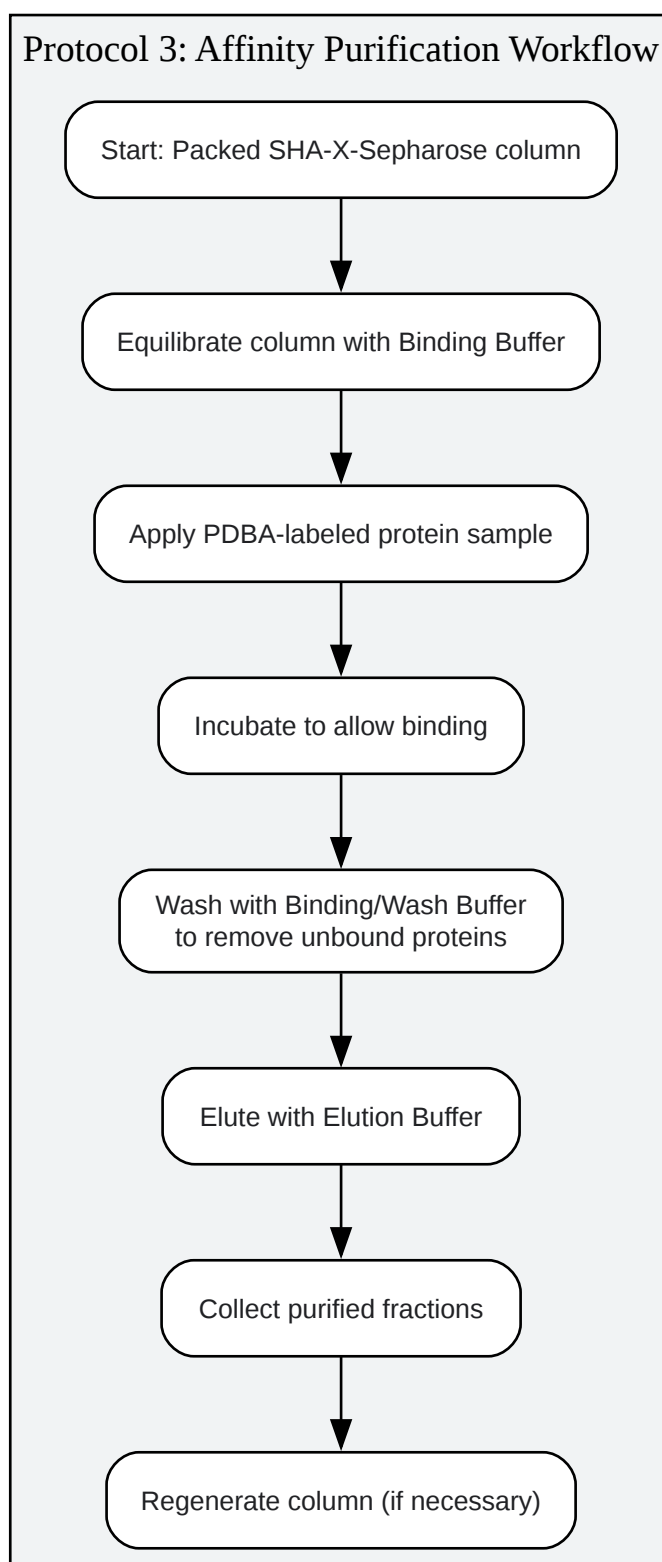 Protocol 3: Affinity Purification Workflow
Start: Packed SHA-X-Sepharose column
Equilibrate column with Binding Buffer
Apply PDBA-labeled protein sample
Incubate to allow binding
Wash with Binding/Wash Buffer
to remove unbound proteins
Elute with Elution Buffer
Collect purified fractions
Regenerate column (if necessary)